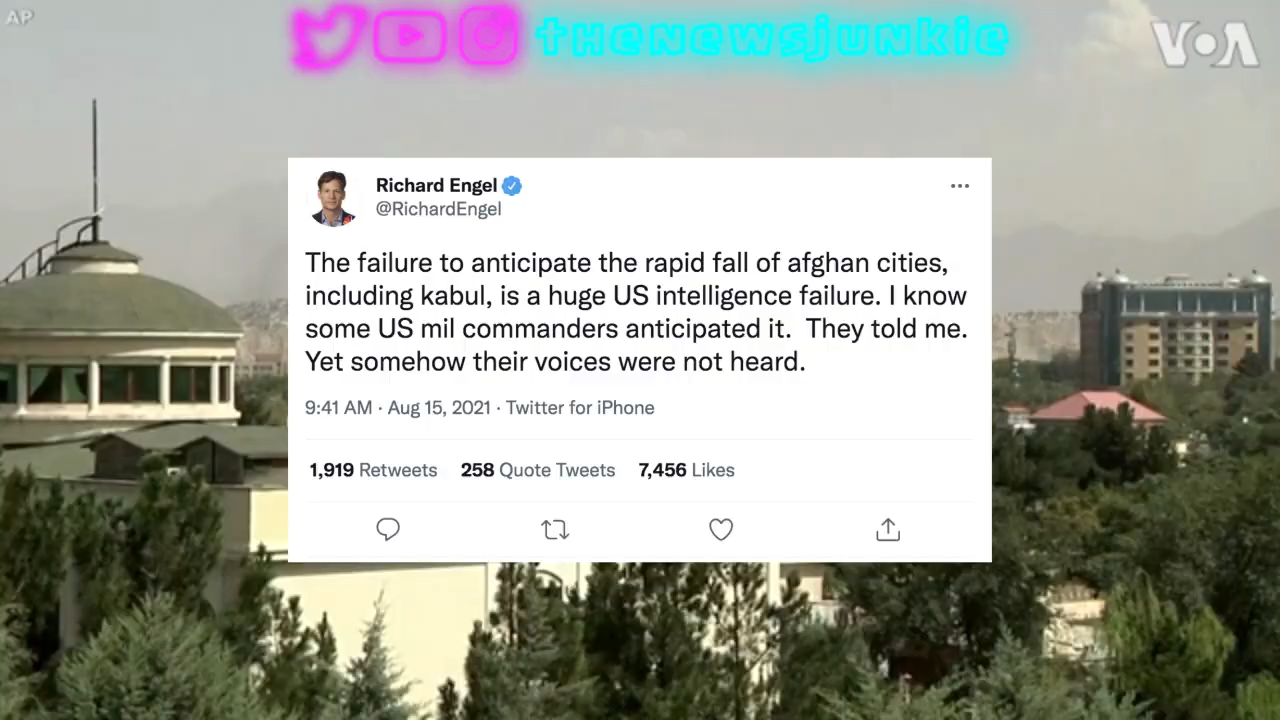 AP
thenewsjunkie
VOA
Richard Engel
@RichardEngel
The failure to anticipate the rapid fall of afghan cities,
including kabul, is a huge US intelligence failure. I know
some US mil commanders anticipated it.  They told me.
Yet somehow their voices were not heard.
9:41 AM · Aug 15, 2021 · Twitter for iPhone
1,919 Retweets 258 Quote Tweets 7,456 Likes